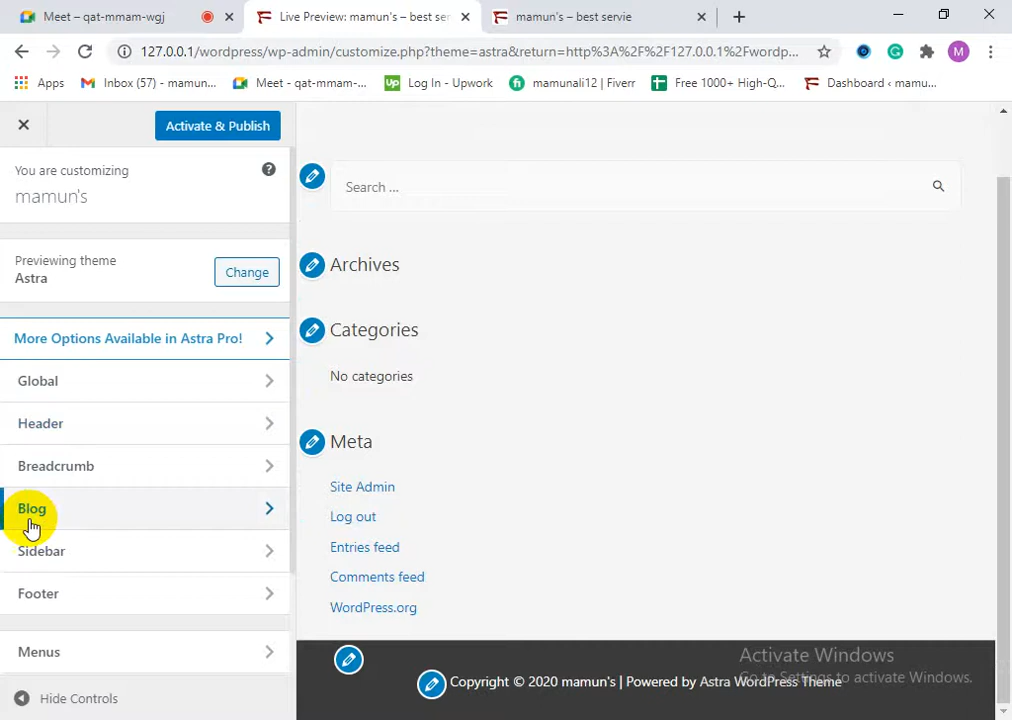 Meet – qat-mmam-wgj
Live Preview: mamun's – best ser
mamun's – best servie
127.0.0.1/wordpress/wp-admin/customize.php?theme=astra&return=http%3A%2F%2F127.0.0.1%2Fwordp...
Apps
Inbox (57) - mamun...
Meet - qat-mmam-...
Up
Log In - Upwork
fi
mamunali12 | Fiverr
Free 1000+ High-Q...
Dashboard ‹ mamu...
M
Activate & Publish
You are customizing
mamun's
Previewing theme
Astra
Change
More Options Available in Astra Pro!
Global
Header
Breadcrumb
Blog
Sidebar
Footer
Menus
Hide Controls
Search ...
Archives
Categories
No categories
Meta
Site Admin
Log out
Entries feed
Comments feed
WordPress.org
Copyright © 2020 mamun's | Powered by Astra WordPress Theme
Activate Windows
Go to Settings to activate Windows.